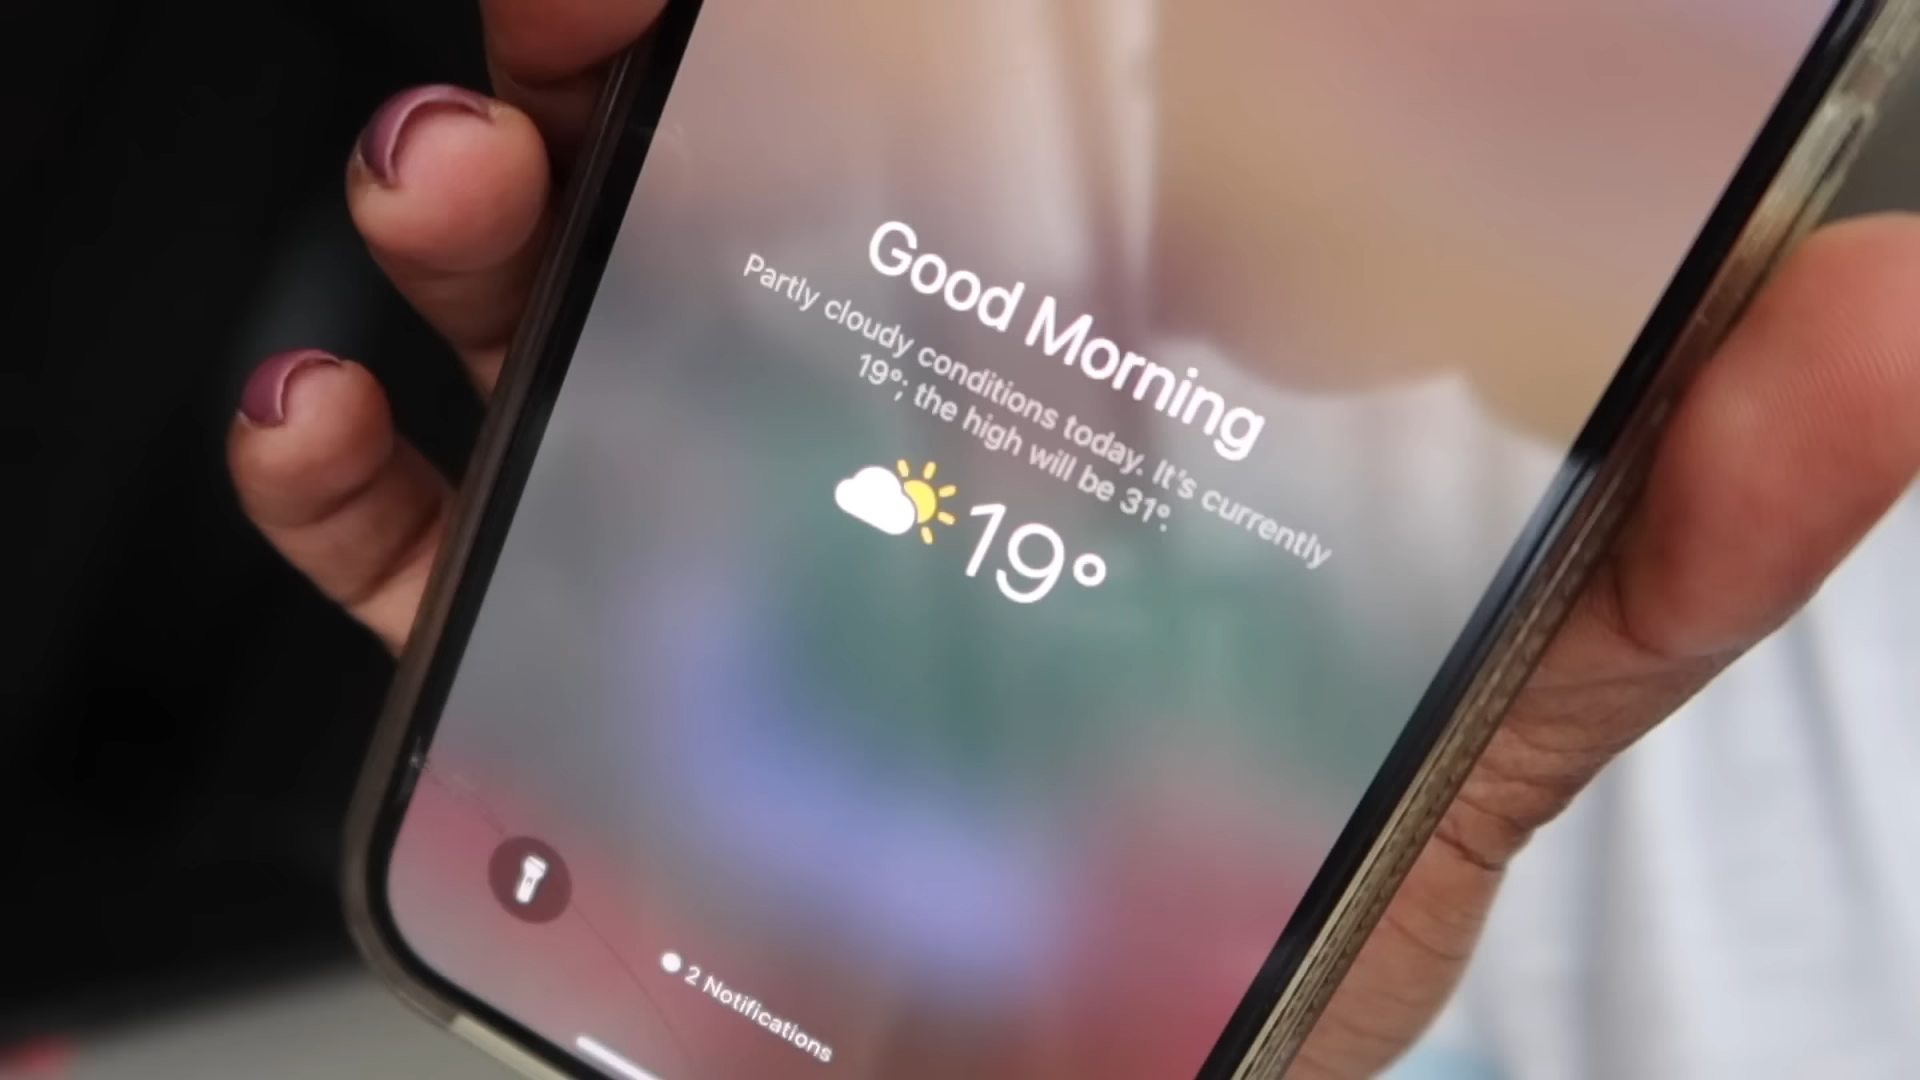 Good Morning
Partly cloudy conditions today. It's currently
19°; the high will be 31°.
19°
2 Notifications